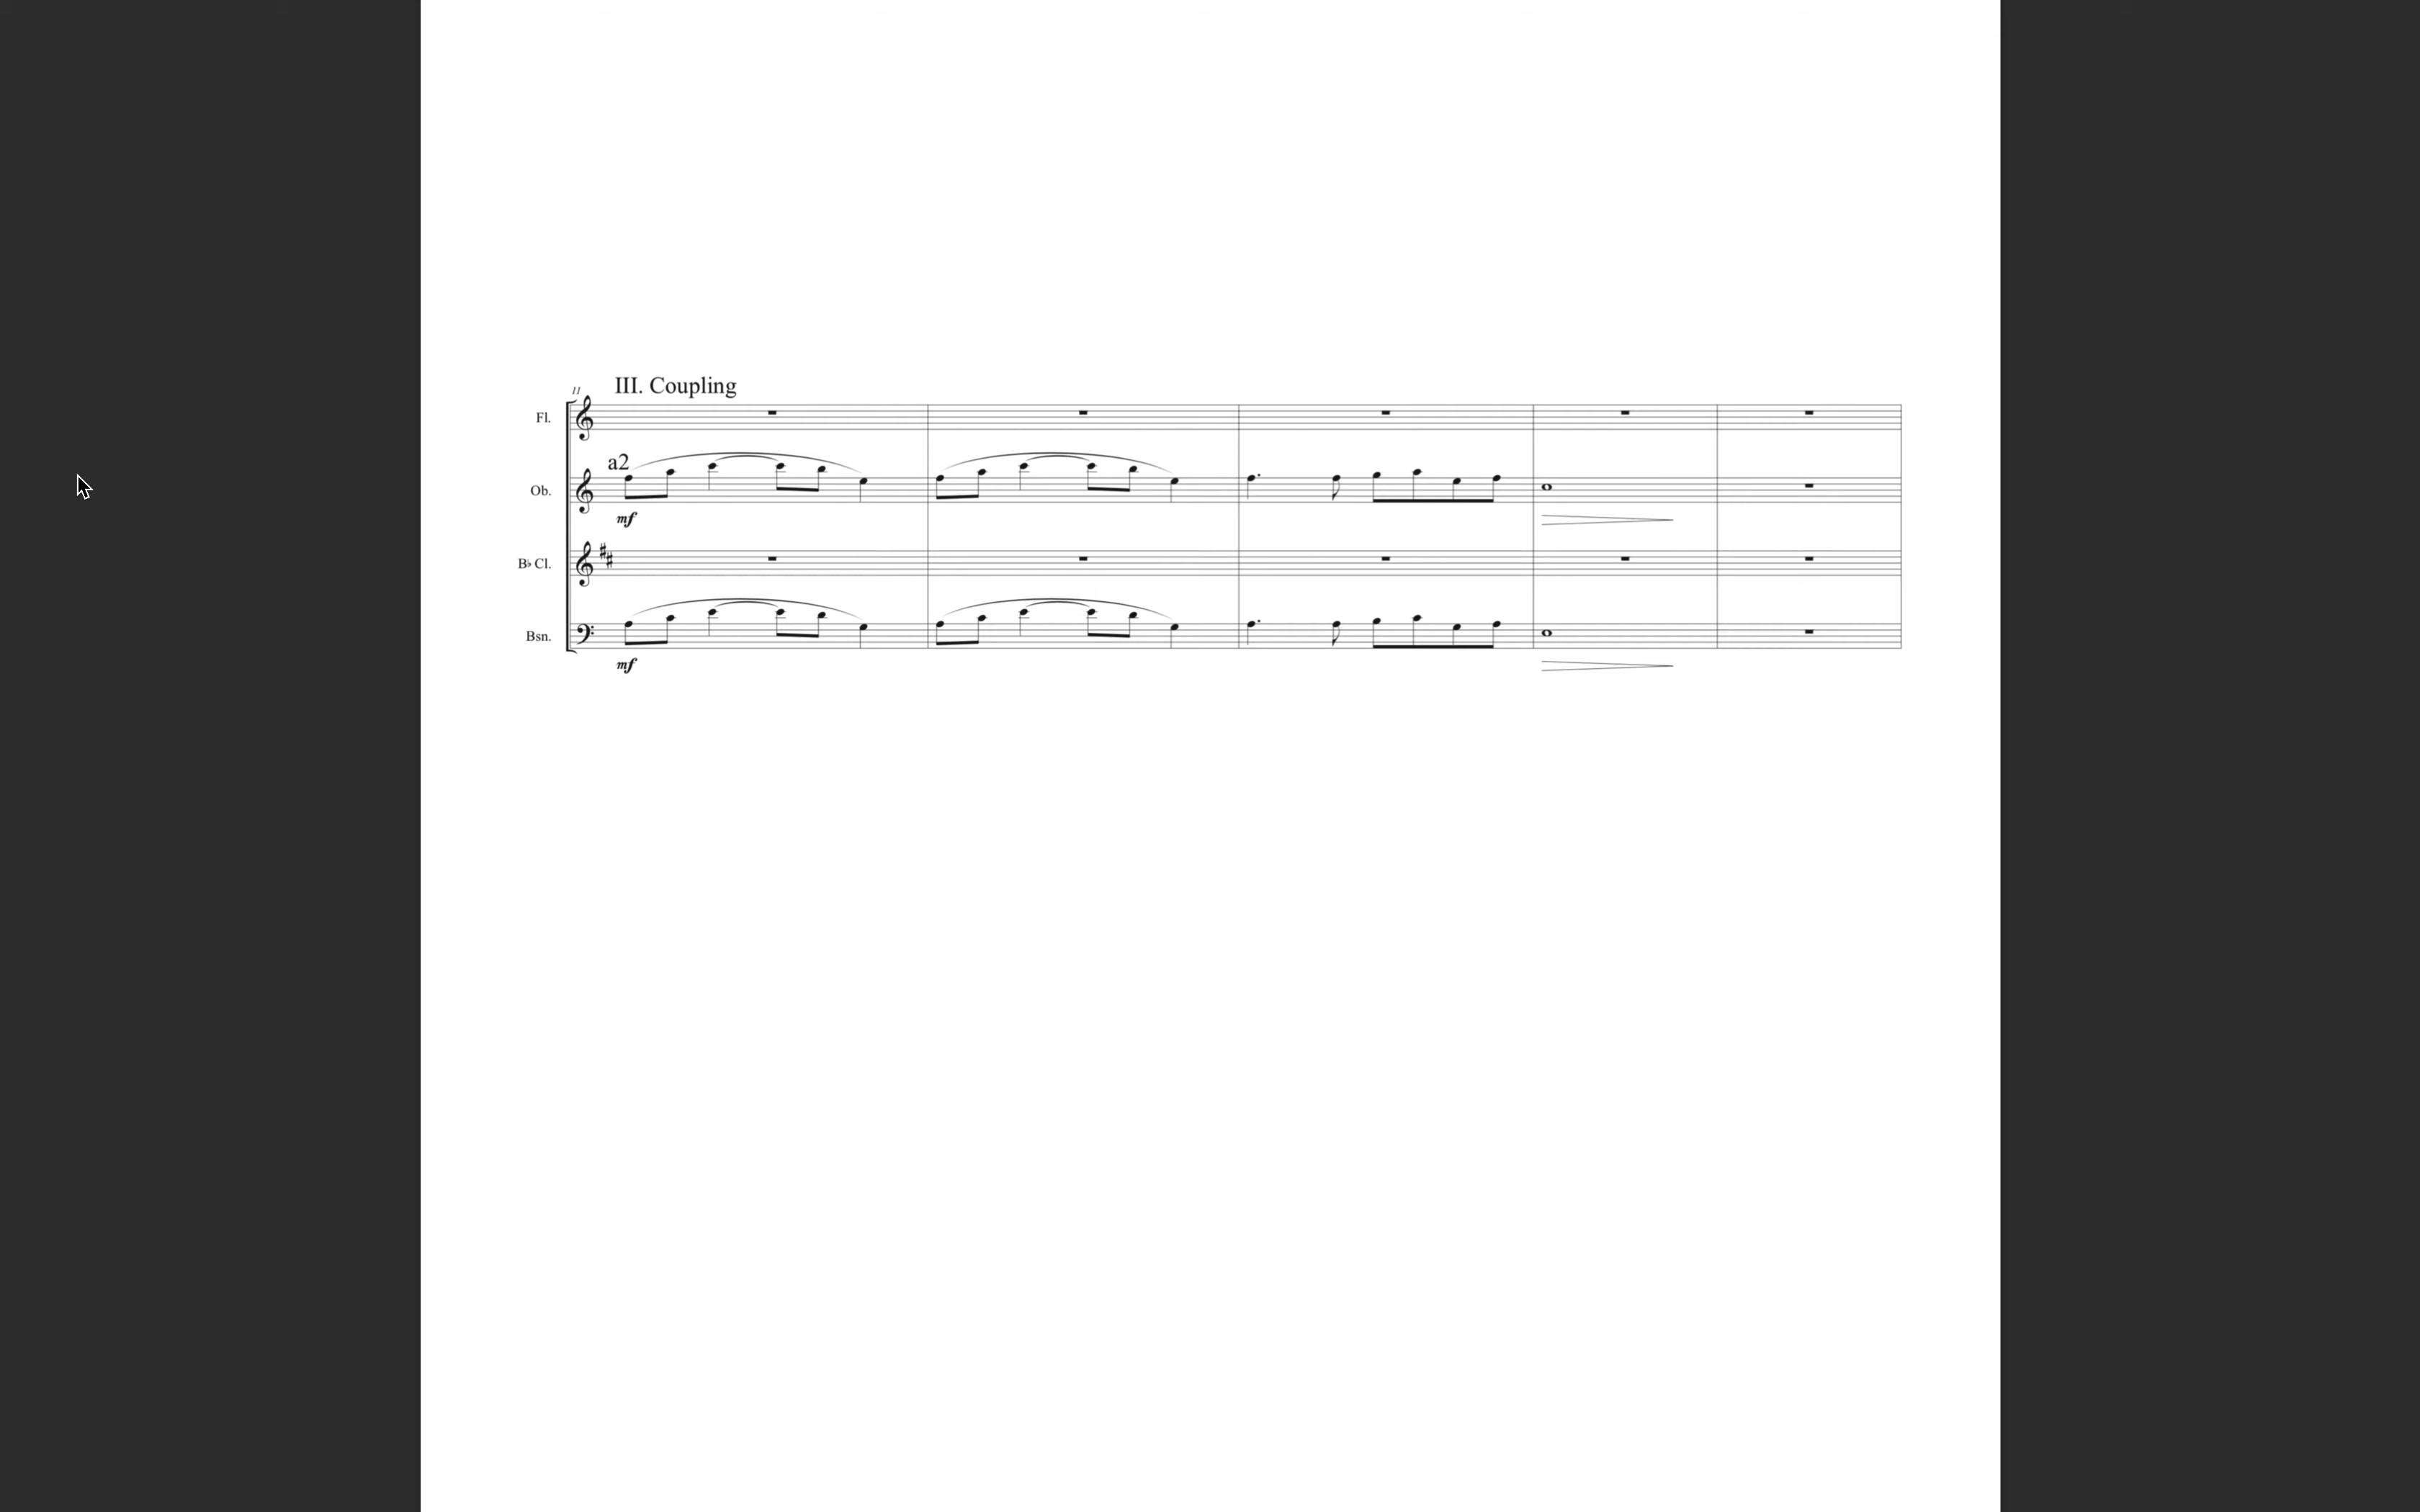 III. Coupling
11
Fl.
a2
Ob.
mf
B♭ Cl.
Bsn.
mf